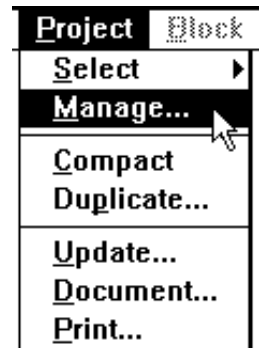 Project Block
Select
Manage...
Compact
Duplicate...
Update...
Document...
Print...